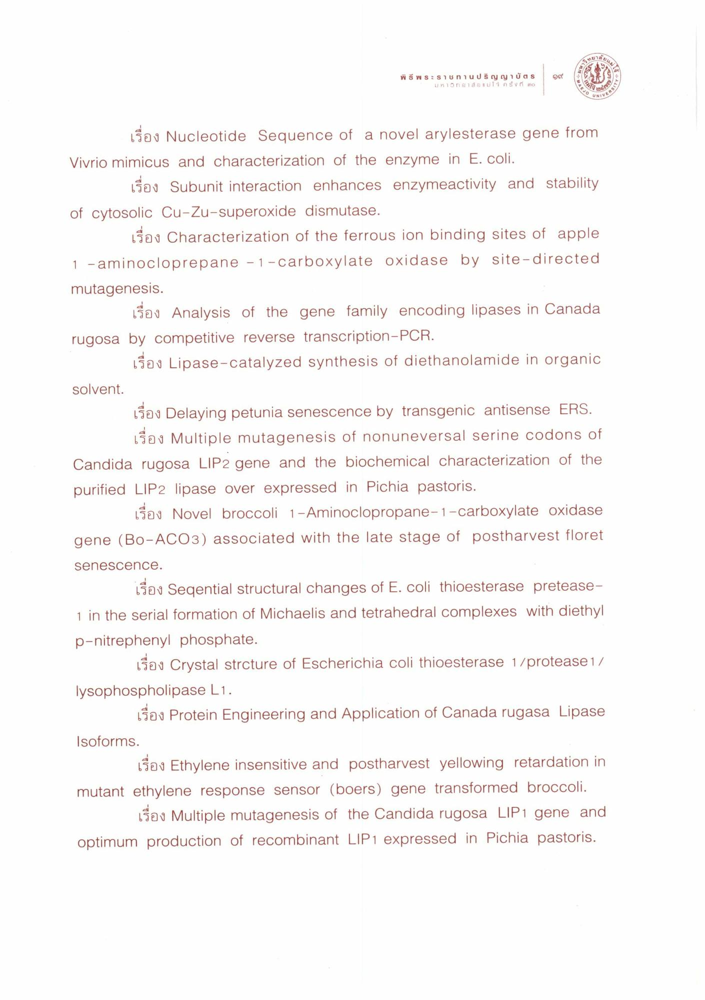 พิธีพระราชทานปริญญาบัตร
มหาวิทยาลัยแม่โจ้ ครั้งที่ ๓๐
๑๙
มหาวิทยาลัยแม่โจ้
แม่โจ้ ๒๔๗๗
MAEJO UNIVERSITY
เรื่อง Nucleotide Sequence of a novel arylesterase gene from
Vivrio mimicus and characterization of the enzyme in E. coli.
เรื่อง Subunit interaction enhances enzymeactivity and stability
of cytosolic Cu-Zu-superoxide dismutase.
เรื่อง Characterization of the ferrous ion binding sites of apple
1 -aminocloprepane -1-carboxylate oxidase by site-directed
mutagenesis.
เรื่อง Analysis of the gene family encoding lipases in Canada
rugosa by competitive reverse transcription-PCR.
เรื่อง Lipase-catalyzed synthesis of diethanolamide in organic
solvent.
เรื่อง Delaying petunia senescence by transgenic antisense ERS.
เรื่อง Multiple mutagenesis of nonuneversal serine codons of
Candida rugosa LIP2 gene and the biochemical characterization of the
purified LIP2 lipase over expressed in Pichia pastoris.
เรื่อง Novel broccoli 1-Aminoclopropane-1-carboxylate oxidase
gene (Bo-ACO3) associated with the late stage of postharvest floret
senescence.
เรื่อง Seqential structural changes of E. coli thioesterase pretease-
1 in the serial formation of Michaelis and tetrahedral complexes with diethyl
p-nitrephenyl phosphate.
เรื่อง Crystal strcture of Escherichia coli thioesterase 1/protease1/
lysophospholipase L1.
เรื่อง Protein Engineering and Application of Canada rugasa Lipase
Isoforms.
เรื่อง Ethylene insensitive and postharvest yellowing retardation in
mutant ethylene response sensor (boers) gene transformed broccoli.
เรื่อง Multiple mutagenesis of the Candida rugosa LIP1 gene and
optimum production of recombinant LIP1 expressed in Pichia pastoris.